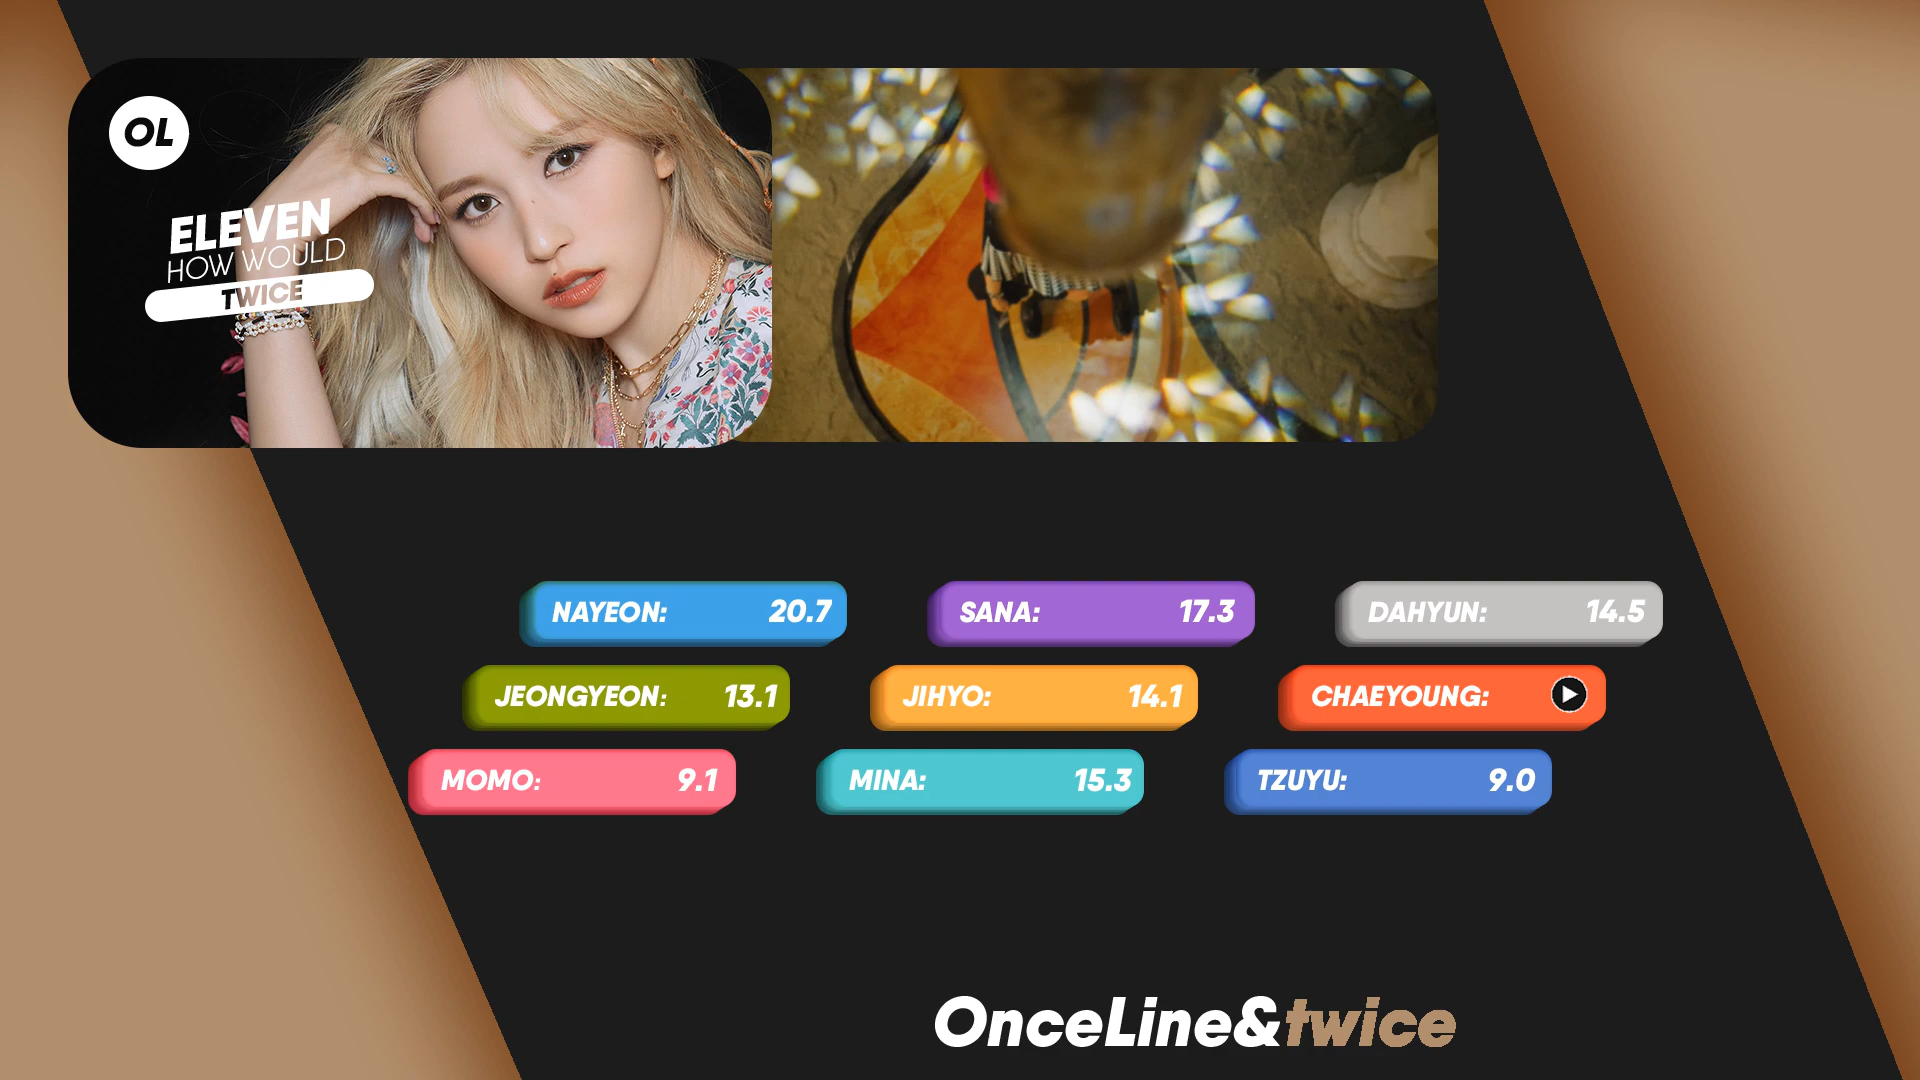 OL
ELEVEN
HOW WOULD
TWICE
NAYEON: 20.7
SANA: 17.3
DAHYUN: 14.5
JEONGYEON: 13.1
JIHYO: 14.1
CHAEYOUNG:
MOMO: 9.1
MINA: 15.3
TZUYU: 9.0
OnceLine&twice